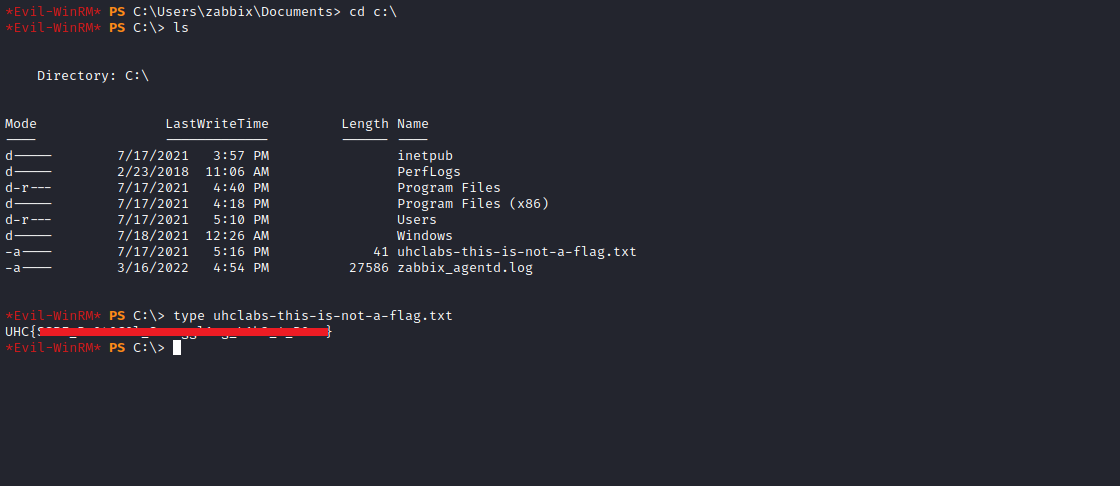 *Evil-WinRM* PS C:\Users\zabbix\Documents> cd c:\
*Evil-WinRM* PS C:\> ls
Directory: C:\
Mode LastWriteTime Length Name
---- ------------- ------ ----
d----- 7/17/2021 3:57 PM inetpub
d----- 2/23/2018 11:06 AM PerfLogs
d-r--- 7/17/2021 4:40 PM Program Files
d----- 7/17/2021 4:18 PM Program Files (x86)
d-r--- 7/17/2021 5:10 PM Users
d----- 7/18/2021 12:26 AM Windows
-a---- 7/17/2021 5:16 PM 41 uhclabs-this-is-not-a-flag.txt
-a---- 3/16/2022 4:54 PM 27586 zabbix_agentd.log
*Evil-WinRM* PS C:\> type uhclabs-this-is-not-a-flag.txt
UHC{ }
*Evil-WinRM* PS C:\>